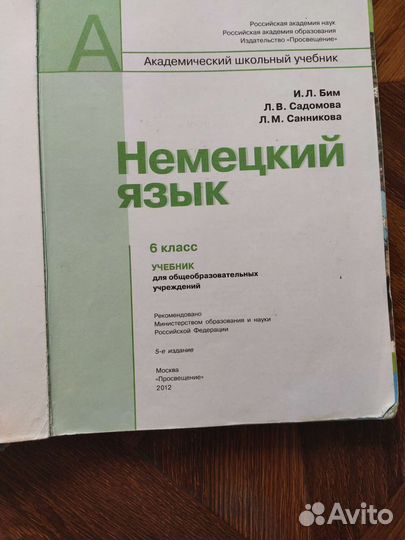 Российская академия наук
Российская академия образования
Издательство «Просвещение»
А
Академический школьный учебник
И. Л. Бим
Л. В. Садомова
Л. М. Санникова
Немецкий
язык
6 класс
УЧЕБНИК
для общеобразовательных
учреждений
Рекомендовано
Министерством образования и науки
Российской Федерации
5-е издание
Москва
«Просвещение»
2012
Avito